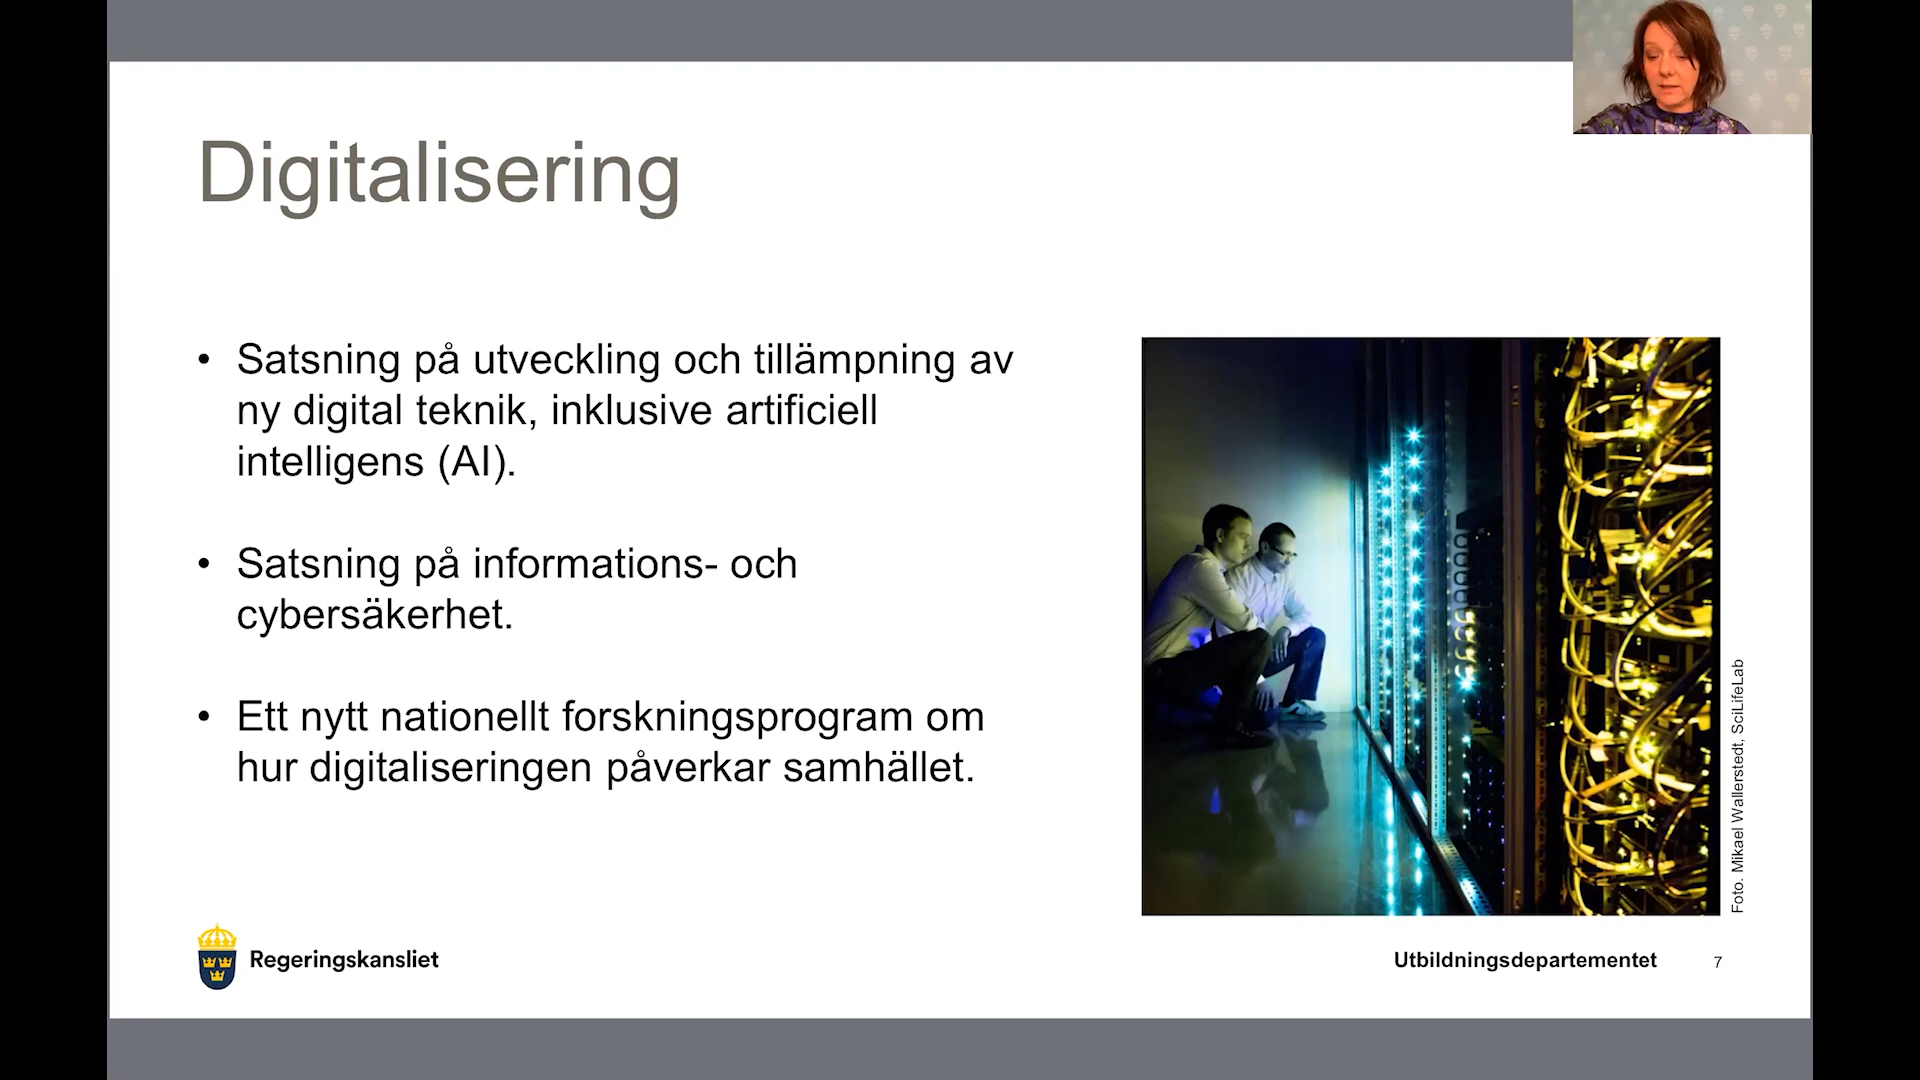 Digitalisering
• Satsning på utveckling och tillämpning av
ny digital teknik, inklusive artificiell
intelligens (AI).
• Satsning på informations- och
cybersäkerhet.
• Ett nytt nationellt forskningsprogram om
hur digitaliseringen påverkar samhället.
Foto. Mikael Wallerstedt, SciLifeLab
Regeringskansliet
Utbildningsdepartementet
7